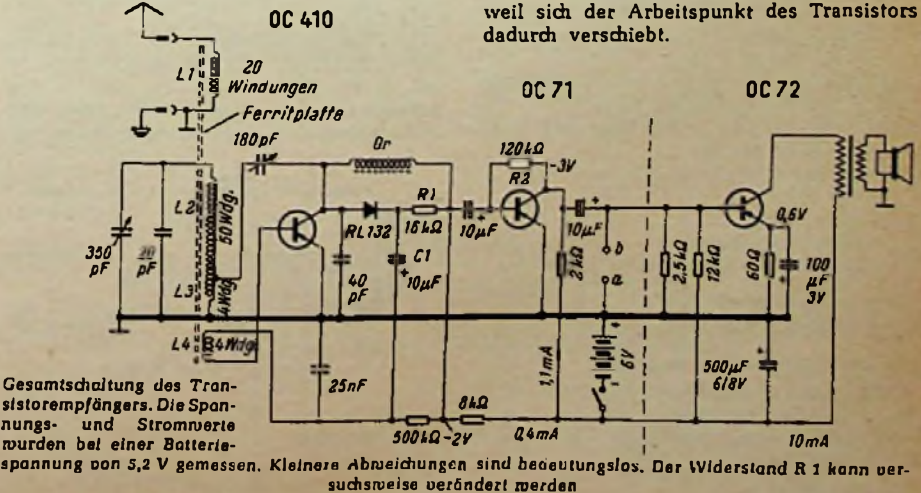 OC 410
weil sich der Arbeitspunkt des Transistors
dadurch verschiebt.
L1
20
Windungen
Ferritplatte
OC 71
OC 72
180pF
Dr
120kΩ
-3V
R2
L2
50Wdg.
R1
RL132
16kΩ
10µF
10µF
0,6V
350
pF
20
pF
L3
4Wdg.
40
pF
C1
10µF
2kΩ
b
a
2,5kΩ
12kΩ
60Ω
100
µF
3V
L4
4Wdg.
25nF
1,1mA
6V
500µF
6/8V
500kΩ
-2V
8kΩ
0,4mA
10mA
Gesamtschaltung des Tran-
sistorempfängers. Die Span-
nungs- und Stromwerte
wurden bei einer Batterie-
spannung von 5,2 V gemessen. Kleinere Abweichungen sind bedeutungslos. Der Widerstand R 1 kann ver-
suchsweise verändert werden